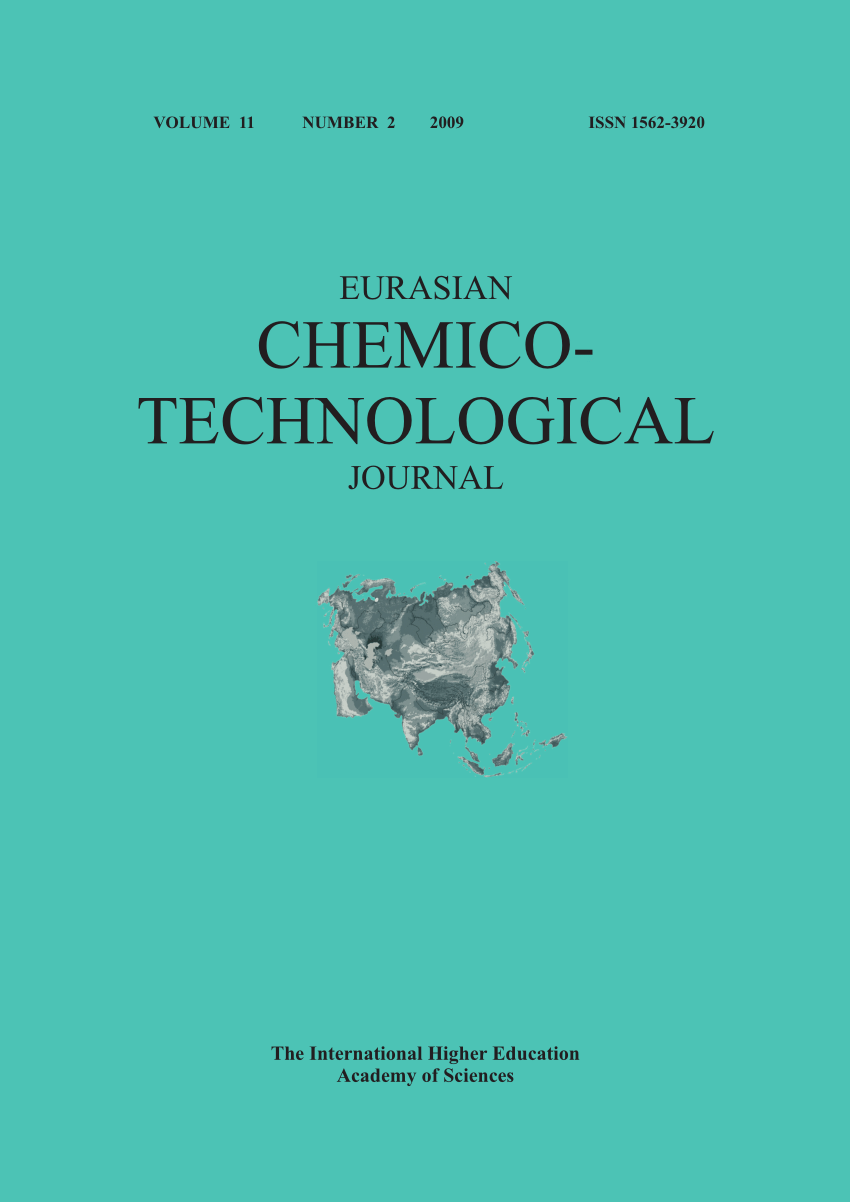 VOLUME 11 NUMBER 2 2009 ISSN 1562-3920
EURASIAN
CHEMICO-
TECHNOLOGICAL
JOURNAL
The International Higher Education
Academy of Sciences